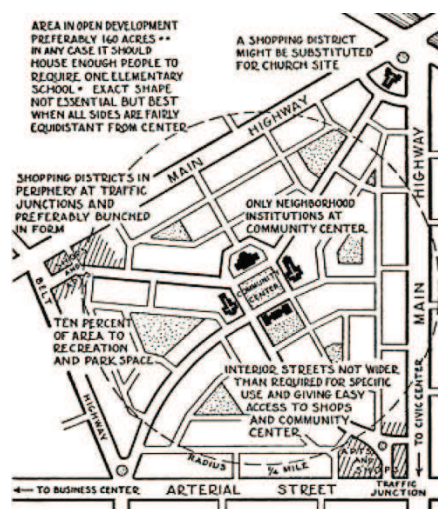 AREA IN OPEN DEVELOPMENT
PREFERABLY 160 ACRES **
IN ANY CASE IT SHOULD
HOUSE ENOUGH PEOPLE TO
REQUIRE ONE ELEMENTARY
SCHOOL * EXACT SHAPE
NOT ESSENTIAL BUT BEST
WHEN ALL SIDES ARE FAIRLY
EQUIDISTANT FROM CENTER
A SHOPPING DISTRICT
MIGHT BE SUBSTITUTED
FOR CHURCH SITE
MAIN HIGHWAY
HIGHWAY
MAIN
SHOPPING DISTRICTS IN
PERIPHERY AT TRAFFIC
JUNCTIONS AND
PREFERABLY BUNCHED
IN FORM
ONLY NEIGHBORHOOD
INSTITUTIONS AT
COMMUNITY CENTER
AND
COMMUNITY
CENTER
BELT
HIGHWAY
TEN PERCENT
OF AREA TO
RECREATION
AND PARK SPACE
INTERIOR STREETS NOT WIDER
THAN REQUIRED FOR SPECIFIC
USE AND GIVING EASY
ACCESS TO SHOPS
AND COMMUNITY
CENTER
TO CIVIC CENTER
RADIUS ¼ MILE
APTS
AND
SHOPS
TO BUSINESS CENTER
ARTERIAL STREET
TRAFFIC
JUNCTION